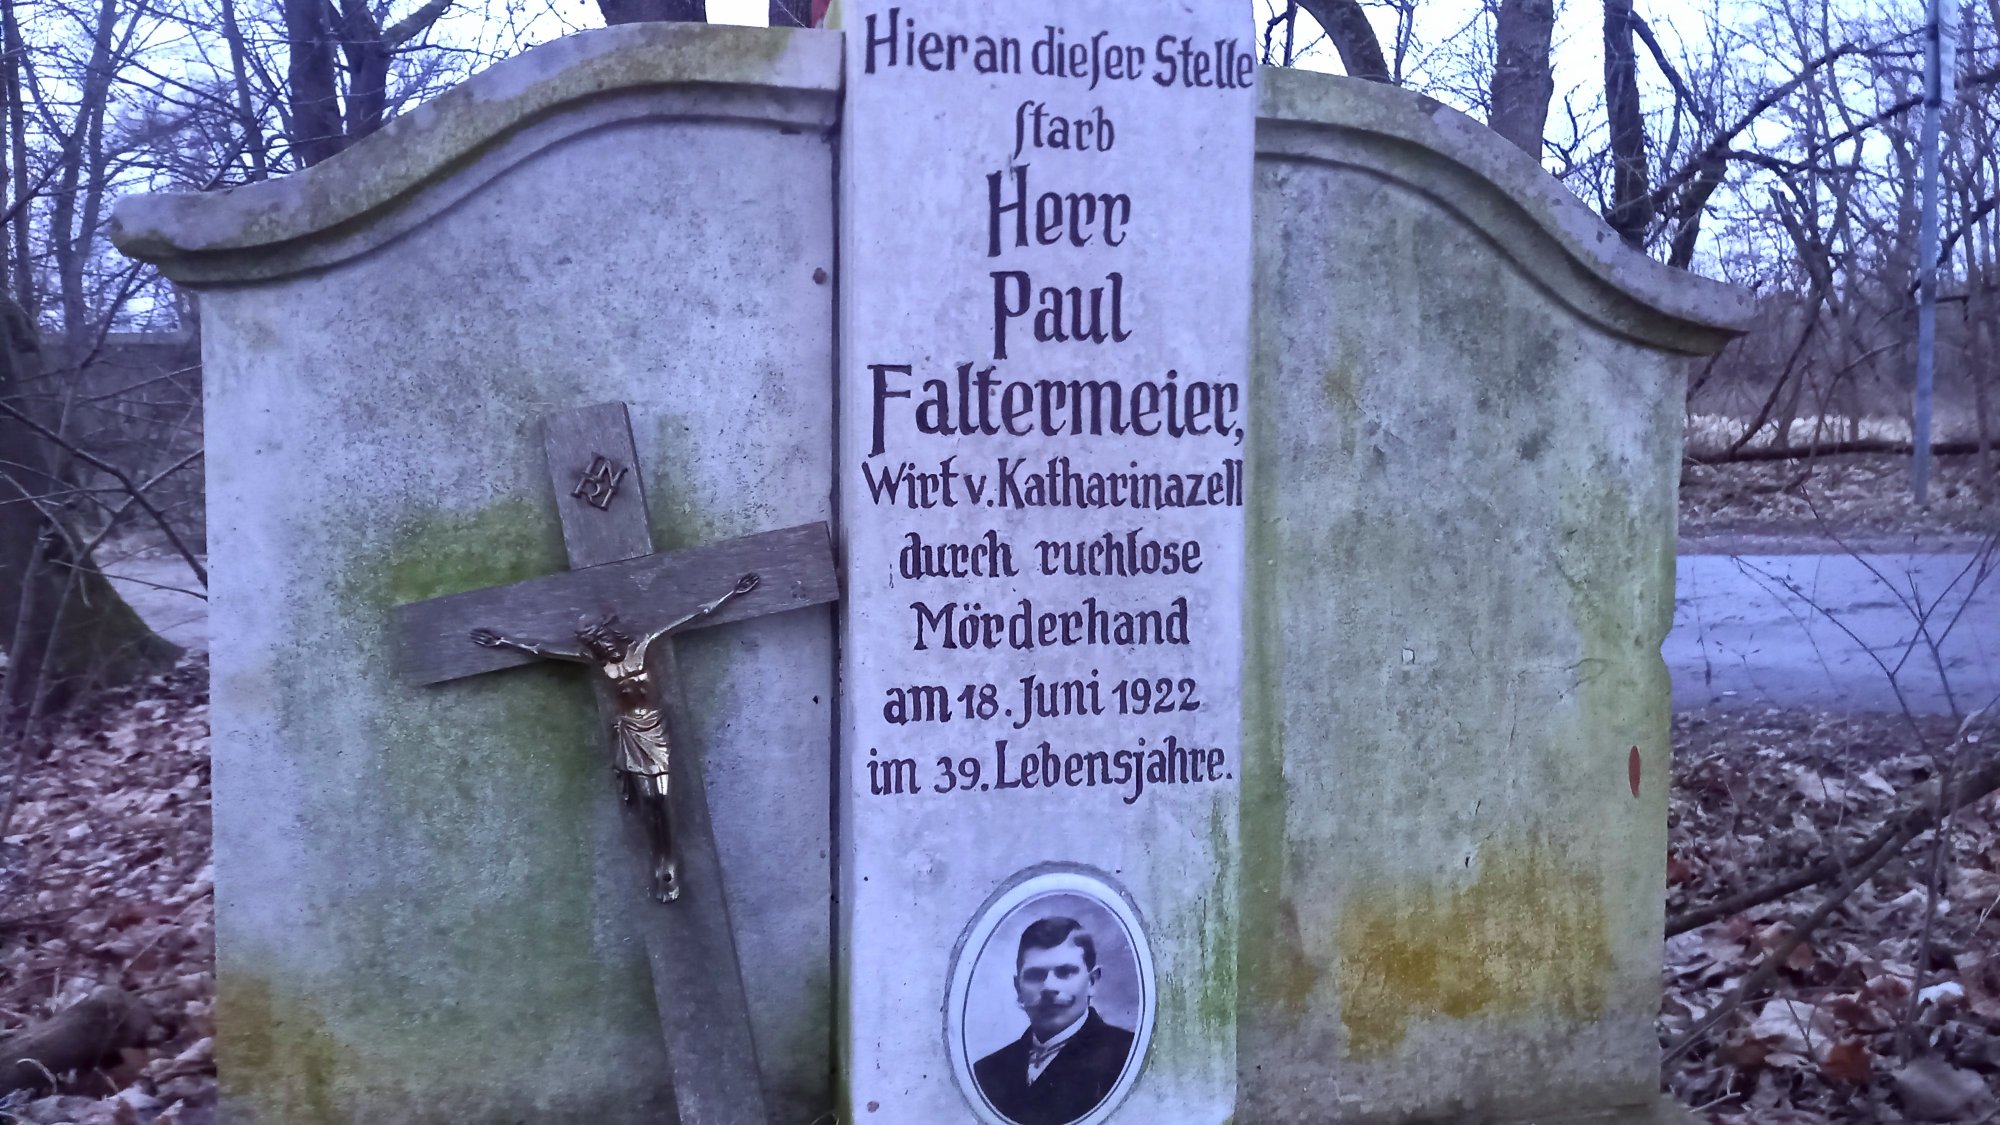 Hier an dieſer Stelle
ſtarb
Herr
Paul
Faltermeier,
Wirt v. Katharinazell
durch ruchlose
Mörderhand
am 18. Juni 1922
im 39. Lebensjahre.
INRI